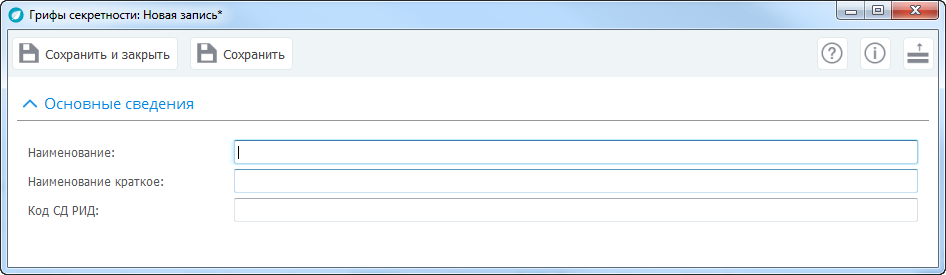 Грифы секретности: Новая запись*
Сохранить и закрыть Сохранить
Основные сведения
Наименование:
Наименование краткое:
Код СД РИД: